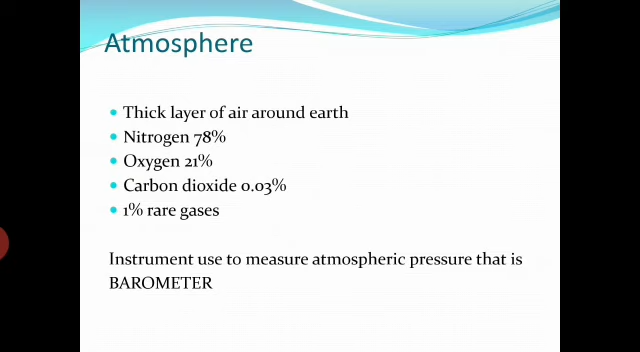 Atmosphere
Thick layer of air around earth
Nitrogen 78%
Oxygen 21%
Carbon dioxide 0.03%
1% rare gases
Instrument use to measure atmospheric pressure that is
BAROMETER